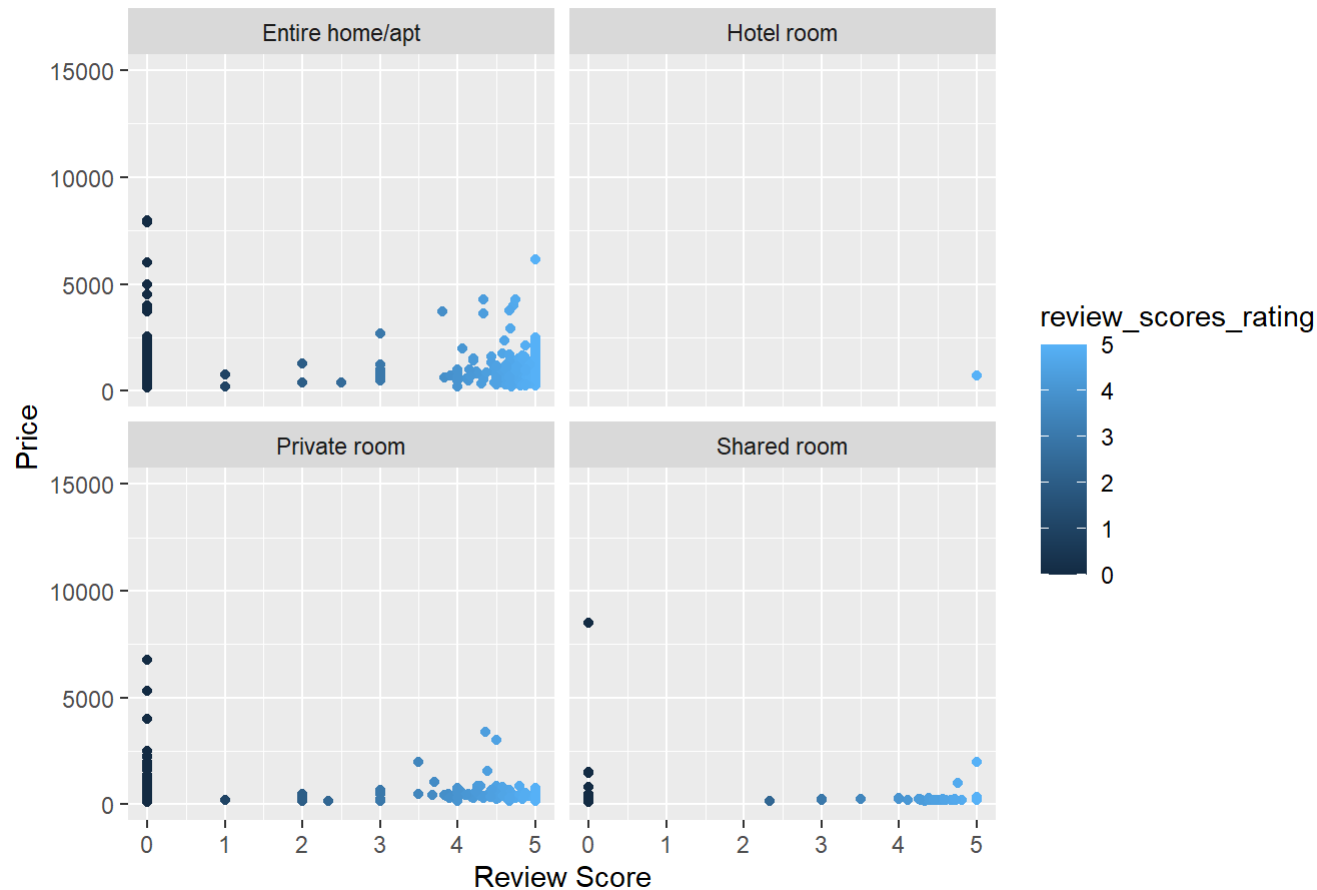 Entire home/apt
Hotel room
15000
10000
5000
0
Private room
Shared room
15000
10000
5000
0
0 1 2 3 4 5
0 1 2 3 4 5
Review Score
Price
review_scores_rating
5
4
3
2
1
0